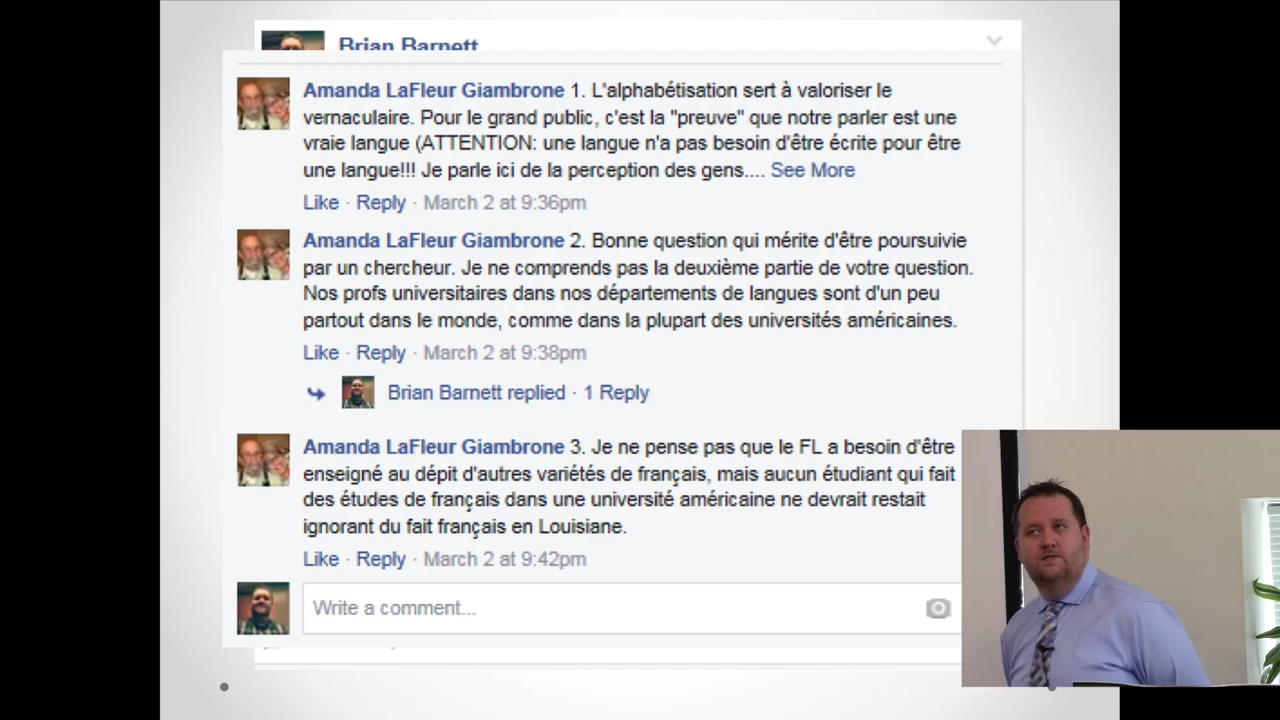 Brian Barnett
Amanda LaFleur Giambrone 1. L'alphabétisation sert à valoriser le
vernaculaire. Pour le grand public, c'est la "preuve" que notre parler est une
vraie langue (ATTENTION: une langue n'a pas besoin d'être écrite pour être
une langue!!! Je parle ici de la perception des gens.... See More
Like · Reply · March 2 at 9:36pm
Amanda LaFleur Giambrone 2. Bonne question qui mérite d'être poursuivie
par un chercheur. Je ne comprends pas la deuxième partie de votre question.
Nos profs universitaires dans nos départements de langues sont d'un peu
partout dans le monde, comme dans la plupart des universités américaines.
Like · Reply · March 2 at 9:38pm
Brian Barnett replied · 1 Reply
Amanda LaFleur Giambrone 3. Je ne pense pas que le FL a besoin d'être
enseigné au dépit d'autres variétés de français, mais aucun étudiant qui fait
des études de français dans une université américaine ne devrait restait
ignorant du fait français en Louisiane.
Like · Reply · March 2 at 9:42pm
Write a comment...